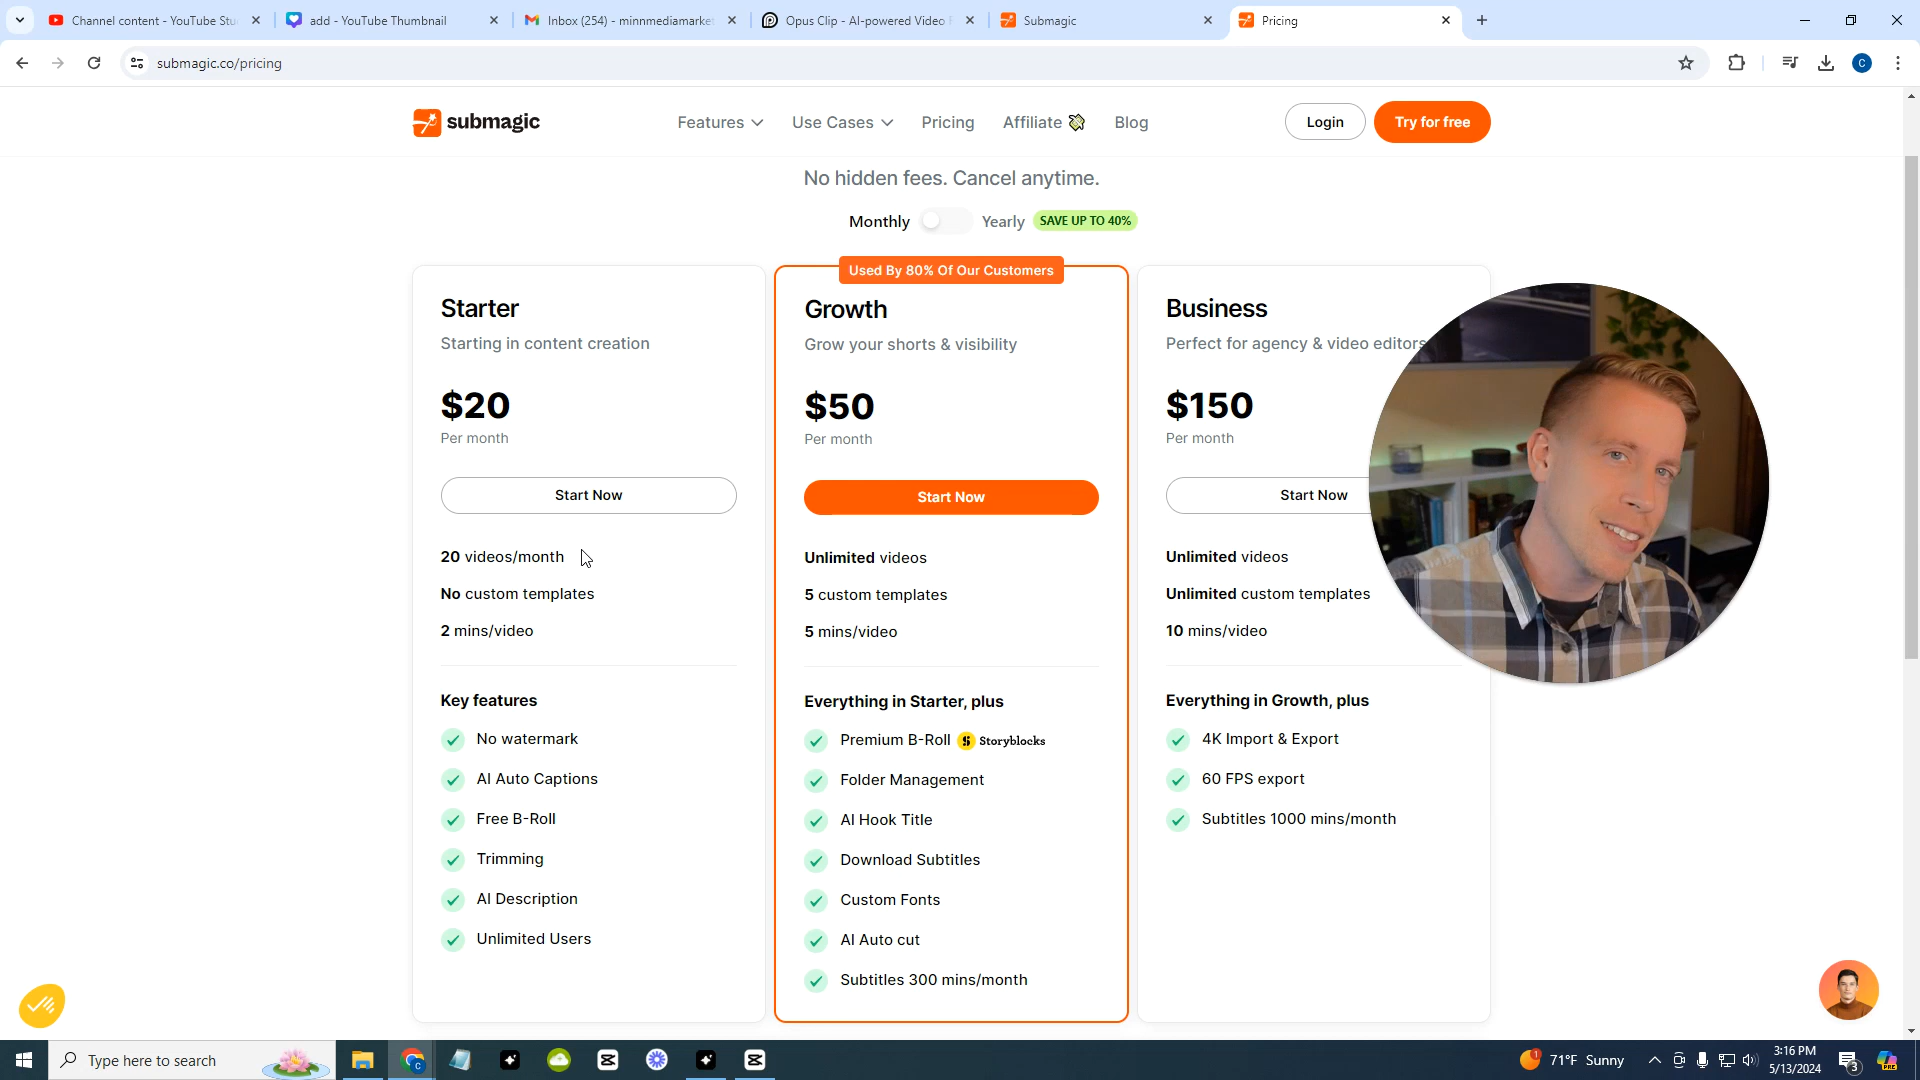 Channel content - YouTube Stu
add - YouTube Thumbnail
Inbox (254) - minnmediamarket
Opus Clip - AI-powered Video
Submagic
Pricing
submagic.co/pricing
C
submagic
Features
Use Cases
Pricing
Affiliate
Blog
Login
Try for free
No hidden fees. Cancel anytime.
Monthly
Yearly
SAVE UP TO 40%
Starter
Starting in content creation
$20
Per month
Start Now
20 videos/month
No custom templates
2 mins/video
Key features
No watermark
AI Auto Captions
Free B-Roll
Trimming
AI Description
Unlimited Users
Used By 80% Of Our Customers
Growth
Grow your shorts & visibility
$50
Per month
Start Now
Unlimited videos
5 custom templates
5 mins/video
Everything in Starter, plus
Premium B-Roll Storyblocks
Folder Management
AI Hook Title
Download Subtitles
Custom Fonts
AI Auto cut
Subtitles 300 mins/month
Business
Perfect for agency & video editors
$150
Per month
Start Now
Unlimited videos
Unlimited custom templates
10 mins/video
Everything in Growth, plus
4K Import & Export
60 FPS export
Subtitles 1000 mins/month
Type here to search
71°F Sunny
3:16 PM
5/13/2024
3